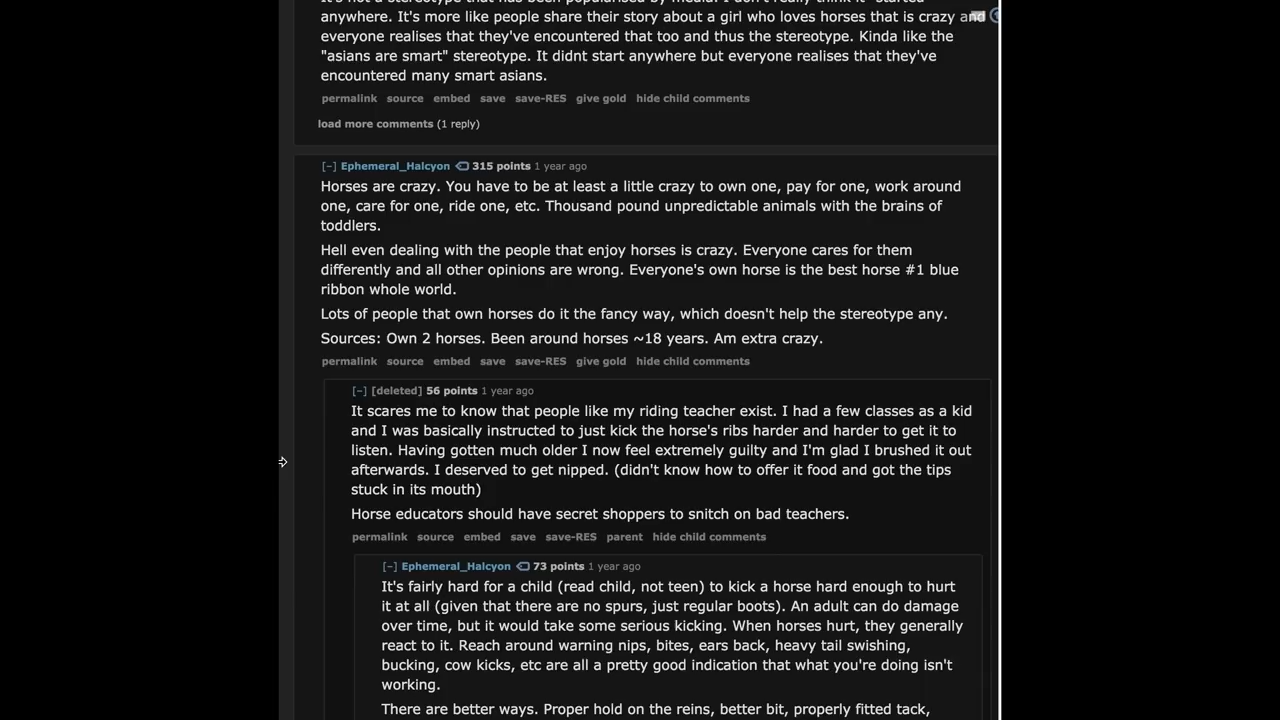 anywhere. It's more like people share their story about a girl who loves horses that is crazy and
everyone realises that they've encountered that too and thus the stereotype. Kinda like the
"asians are smart" stereotype. It didnt start anywhere but everyone realises that they've
encountered many smart asians.
permalink source embed save save-RES give gold hide child comments
load more comments (1 reply)
[–] Ephemeral_Halcyon 315 points 1 year ago
Horses are crazy. You have to be at least a little crazy to own one, pay for one, work around
one, care for one, ride one, etc. Thousand pound unpredictable animals with the brains of
toddlers.
Hell even dealing with the people that enjoy horses is crazy. Everyone cares for them
differently and all other opinions are wrong. Everyone's own horse is the best horse #1 blue
ribbon whole world.
Lots of people that own horses do it the fancy way, which doesn't help the stereotype any.
Sources: Own 2 horses. Been around horses ~18 years. Am extra crazy.
permalink source embed save save-RES give gold hide child comments
[–] [deleted] 56 points 1 year ago
It scares me to know that people like my riding teacher exist. I had a few classes as a kid
and I was basically instructed to just kick the horse's ribs harder and harder to get it to
listen. Having gotten much older I now feel extremely guilty and I'm glad I brushed it out
afterwards. I deserved to get nipped. (didn't know how to offer it food and got the tips
stuck in its mouth)
Horse educators should have secret shoppers to snitch on bad teachers.
permalink source embed save save-RES parent hide child comments
[–] Ephemeral_Halcyon 73 points 1 year ago
It's fairly hard for a child (read child, not teen) to kick a horse hard enough to hurt
it at all (given that there are no spurs, just regular boots). An adult can do damage
over time, but it would take some serious kicking. When horses hurt, they generally
react to it. Reach around warning nips, bites, ears back, heavy tail swishing,
bucking, cow kicks, etc are all a pretty good indication that what you're doing isn't
working.
There are better ways. Proper hold on the reins, better bit, properly fitted tack,